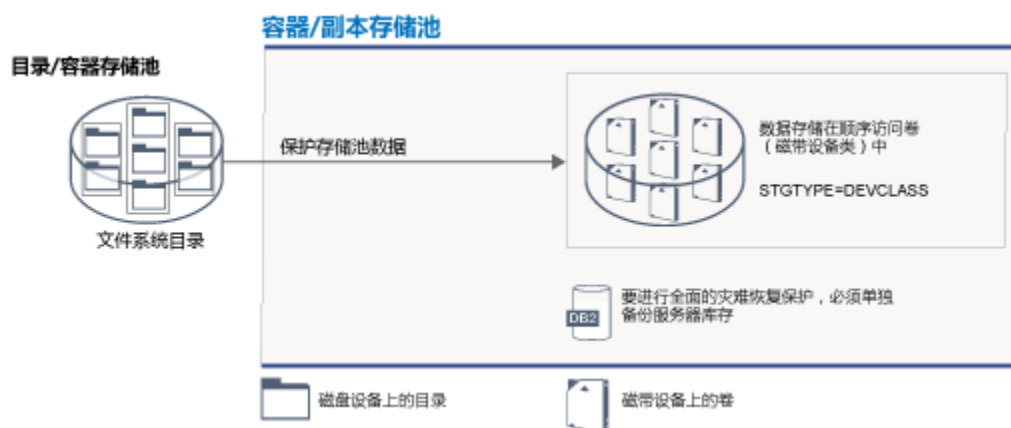 容器/副本存储池
目录/容器存储池
保护存储池数据
数据存储在顺序访问卷
（磁带设备类）中
STGTYPE=DEVCLASS
文件系统目录
DB2
要进行全面的灾难恢复保护，必须单独
备份服务器库存
磁盘设备上的目录
磁带设备上的卷